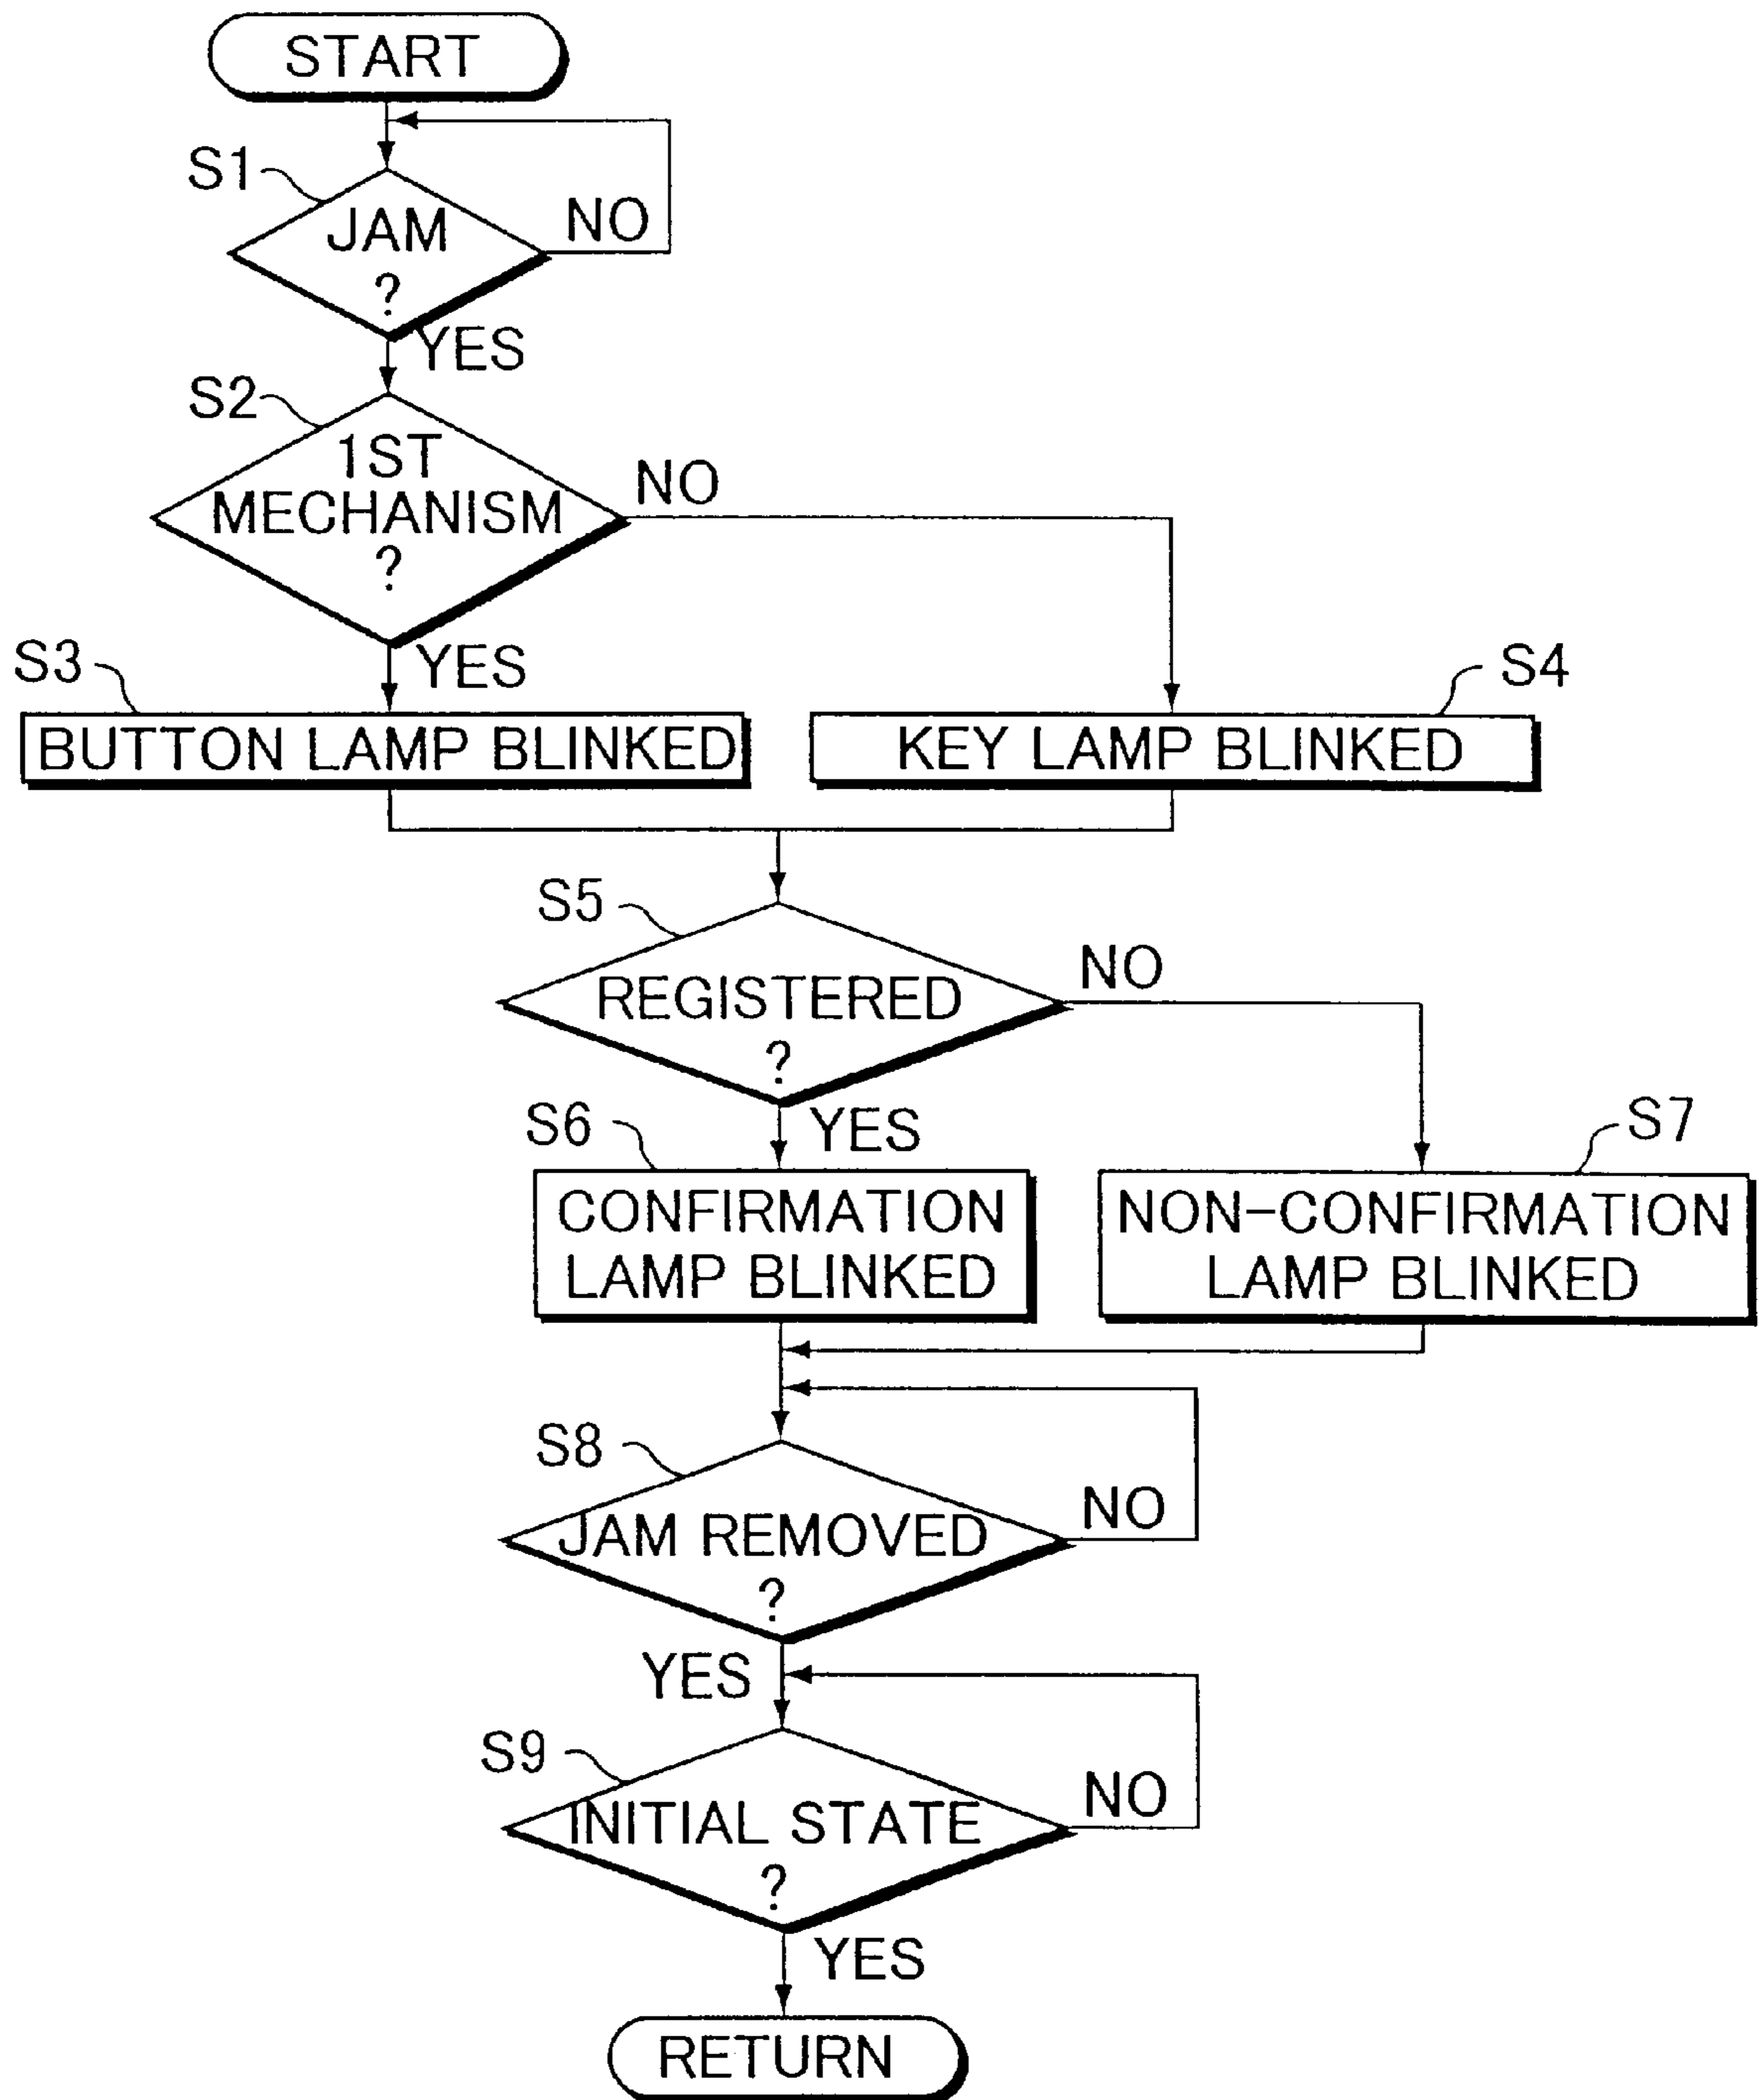 START
S1
JAM
?
NO
YES
S2
1ST
MECHANISM
?
NO
YES
S3
BUTTON LAMP BLINKED
S4
KEY LAMP BLINKED
S5
REGISTERED
?
NO
YES
S6
CONFIRMATION
LAMP BLINKED
S7
NON-CONFIRMATION
LAMP BLINKED
S8
JAM REMOVED
?
NO
YES
S9
INITIAL STATE
?
NO
YES
RETURN